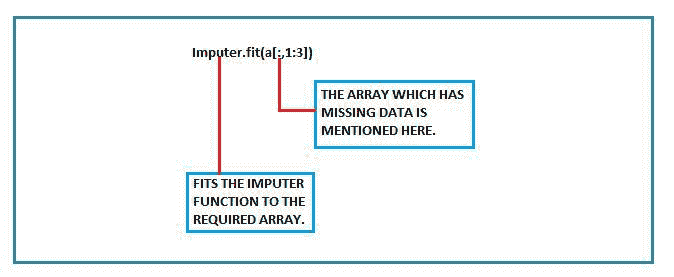 Imputer.fit(a[:,1:3])
THE ARRAY WHICH HAS
MISSING DATA IS
MENTIONED HERE.
FITS THE IMPUTER
FUNCTION TO THE
REQUIRED ARRAY.